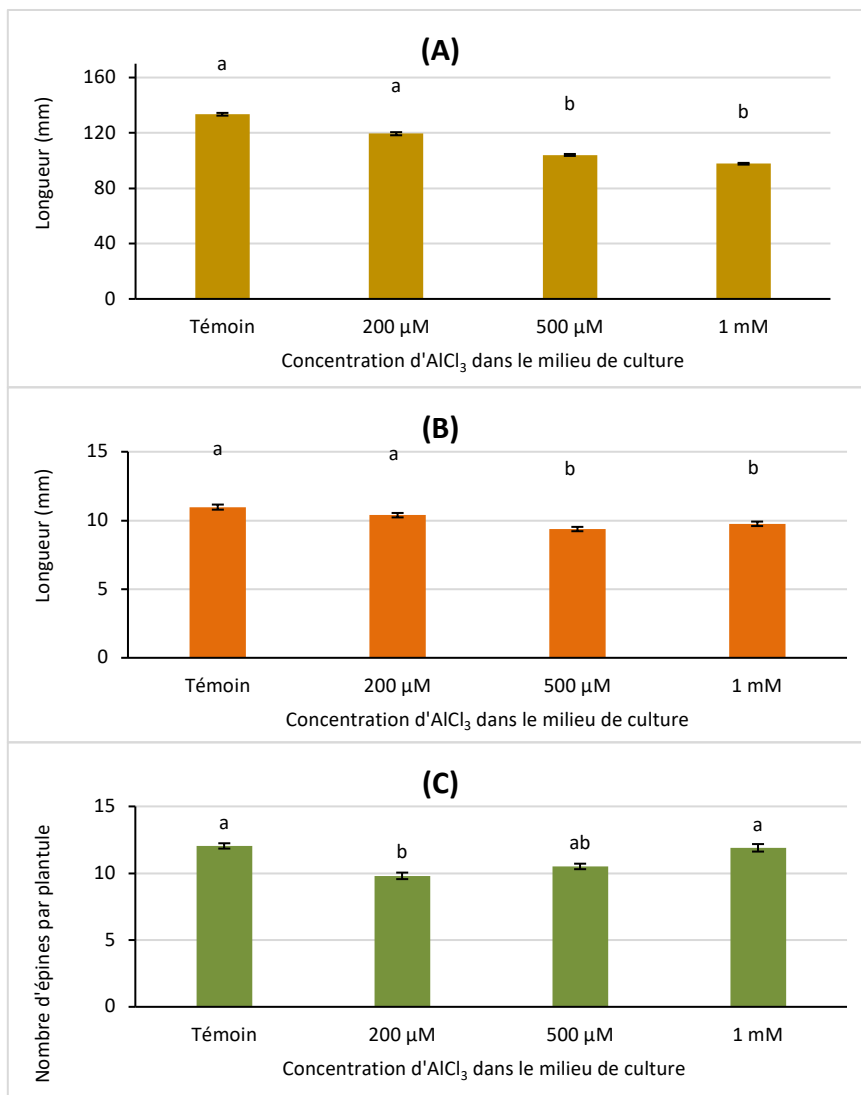 (A)
a
a
b
b
Longueur (mm)
160
120
80
40
0
Témoin 200 µM 500 µM 1 mM
Concentration d'AlCl₃ dans le milieu de culture
(B)
a
a
b
b
Longueur (mm)
15
10
5
0
Témoin 200 µM 500 µM 1 mM
Concentration d'AlCl₃ dans le milieu de culture
(C)
a
b
ab
a
Nombre d'épines par plantule
15
10
5
0
Témoin 200 µM 500 µM 1 mM
Concentration d'AlCl₃ dans le milieu de culture